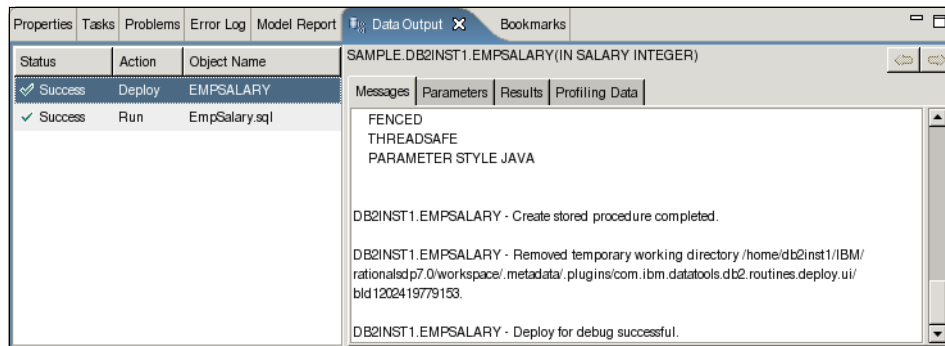 Properties Tasks Problems Error Log Model Report Data Output Bookmarks
Status Action Object Name
Success Deploy EMPSALARY
Success Run EmpSalary.sql
SAMPLE.DB2INST1.EMPSALARY(IN SALARY INTEGER)
Messages Parameters Results Profiling Data
FENCED
THREADSAFE
PARAMETER STYLE JAVA
DB2INST1.EMPSALARY - Create stored procedure completed.
DB2INST1.EMPSALARY - Removed temporary working directory /home/db2inst1/IBM/
rationalsdp7.0/workspace/.metadata/.plugins/com.ibm.datatools.db2.routines.deploy.ui/
bld1202419779153.
DB2INST1.EMPSALARY - Deploy for debug successful.